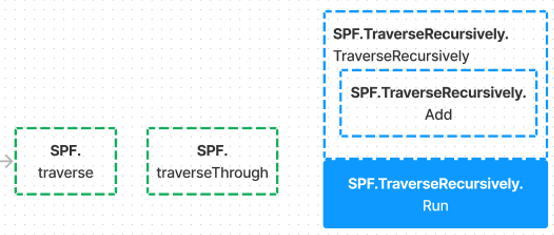 SPF.
traverse
SPF.
traverseThrough
SPF.TraverseRecursively.
TraverseRecursively
SPF.TraverseRecursively.
Add
SPF.TraverseRecursively.
Run